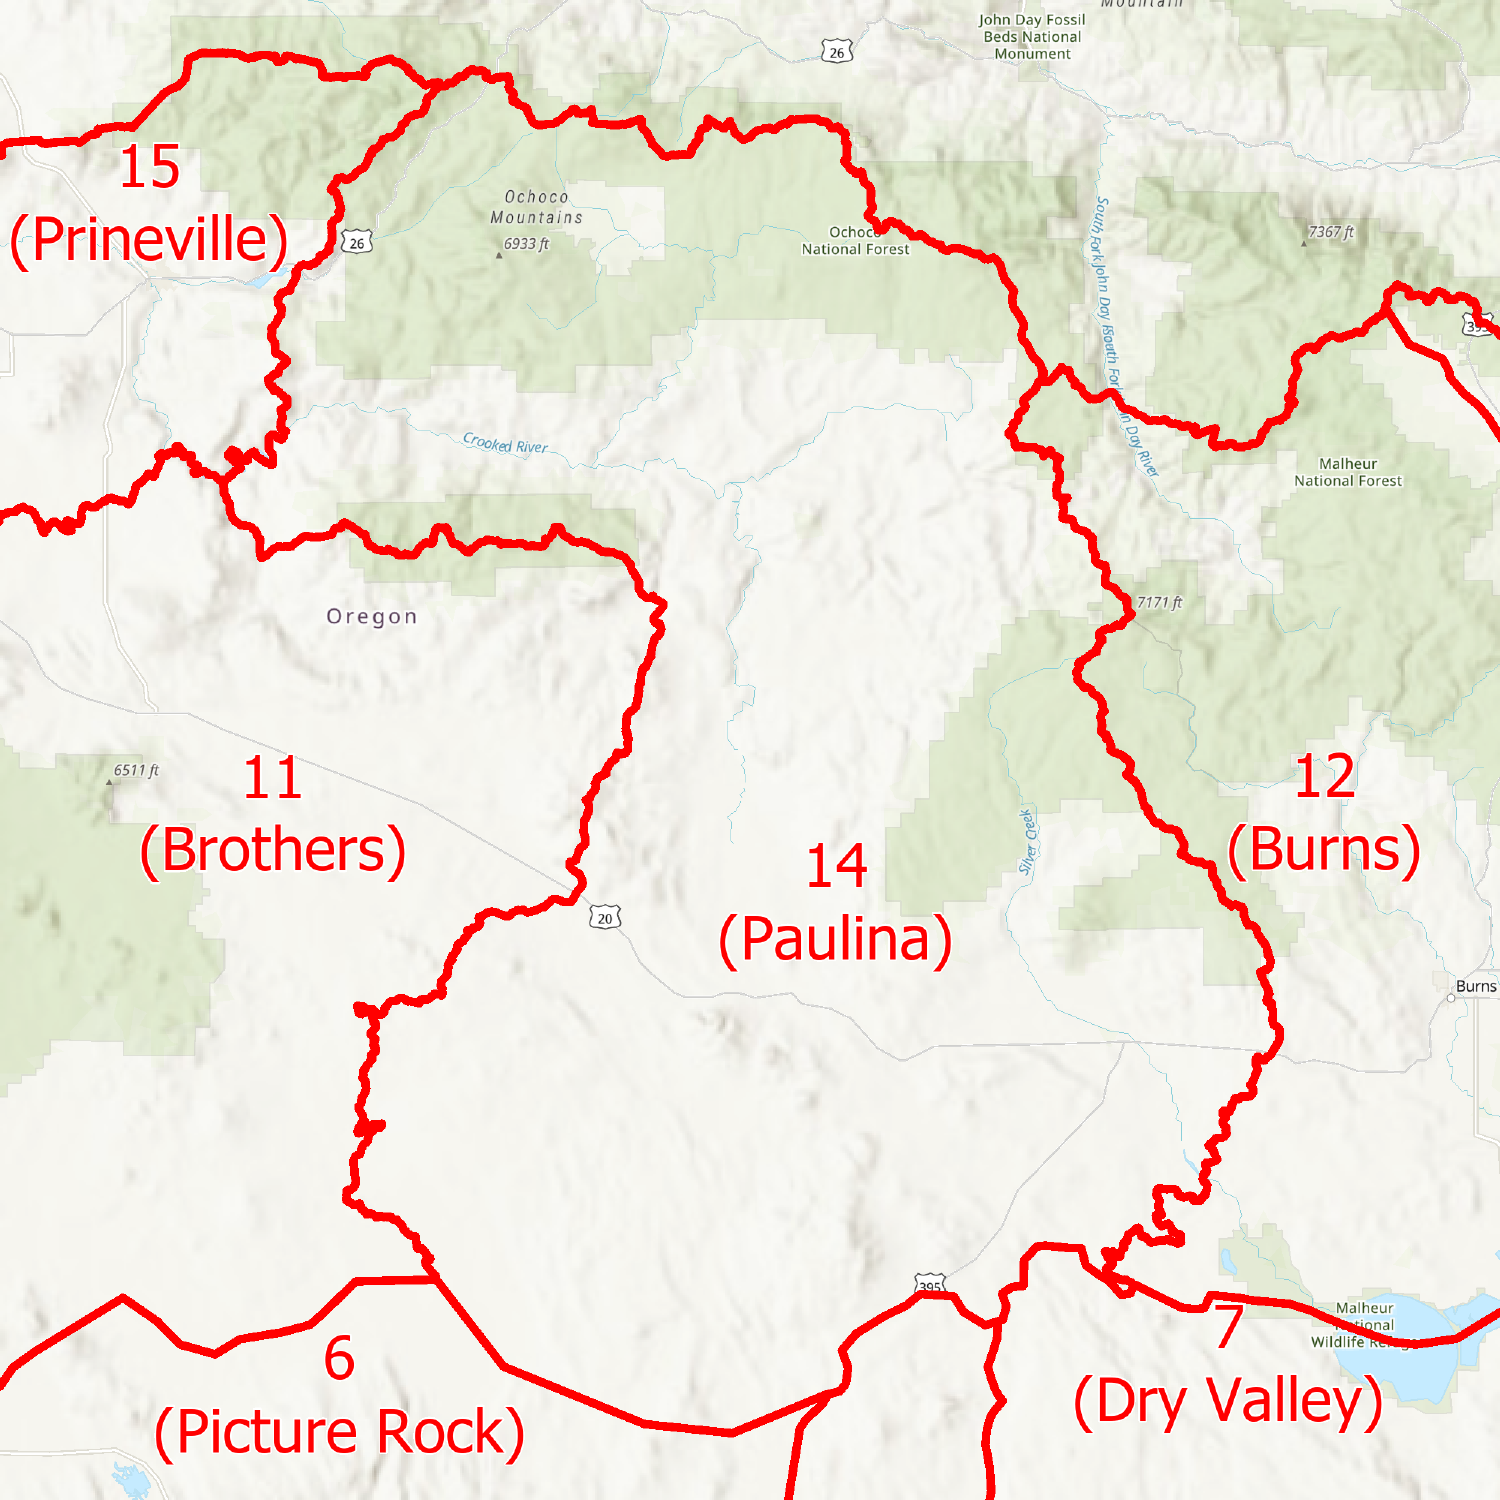 Mountain
John Day Fossil
Beds National
Monument
26
15
(Prineville)
Ochoco
Mountains
6933 ft
26
Ochoco
National Forest
South Fork John Day River
7367 ft
395
South Fork John Day River
Crooked River
Malheur
National Forest
Oregon
7171 ft
6511 ft
11
(Brothers)
12
(Burns)
Silver Creek
14
(Paulina)
20
Burns
395
Malheur
National
Wildlife Refuge
7
(Dry Valley)
6
(Picture Rock)